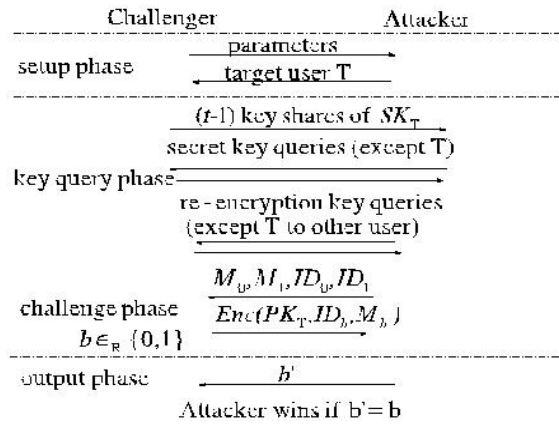 Challenger Attacker
parameters
setup phase
target user T
(t-1) key shares of SK_T
secret key queries (except T)
key query phase
re-encryption key queries
(except T to other user)
M_0, M_1, ID_0, ID_1
challenge phase
Enc(PK_T, ID_b, M_b)
b ∈_R {0,1}
output phase b'
Attacker wins if b' = b